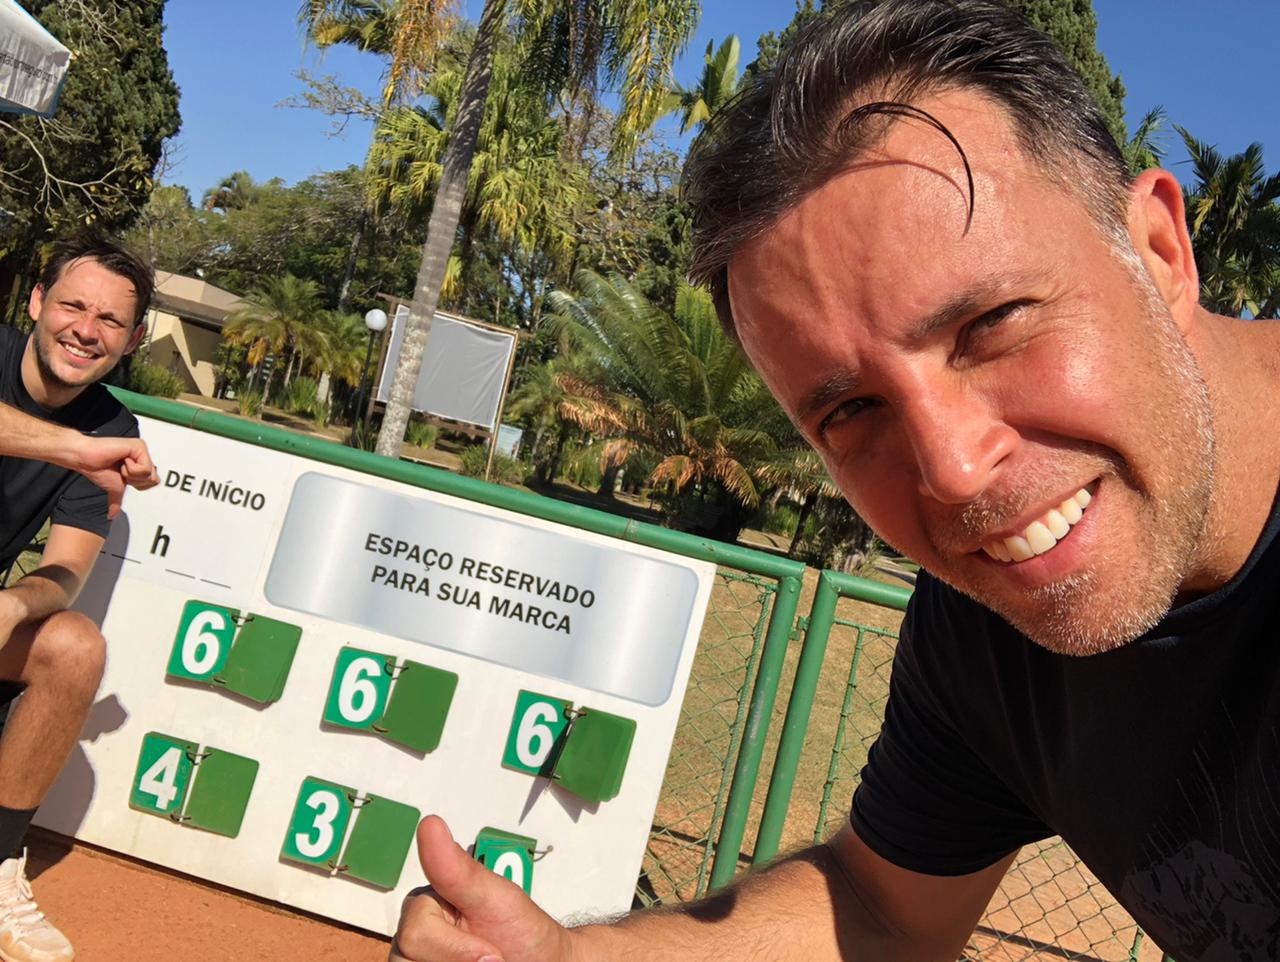 DE INÍCIO
h
ESPAÇO RESERVADO
PARA SUA MARCA
6 6 6
4 3